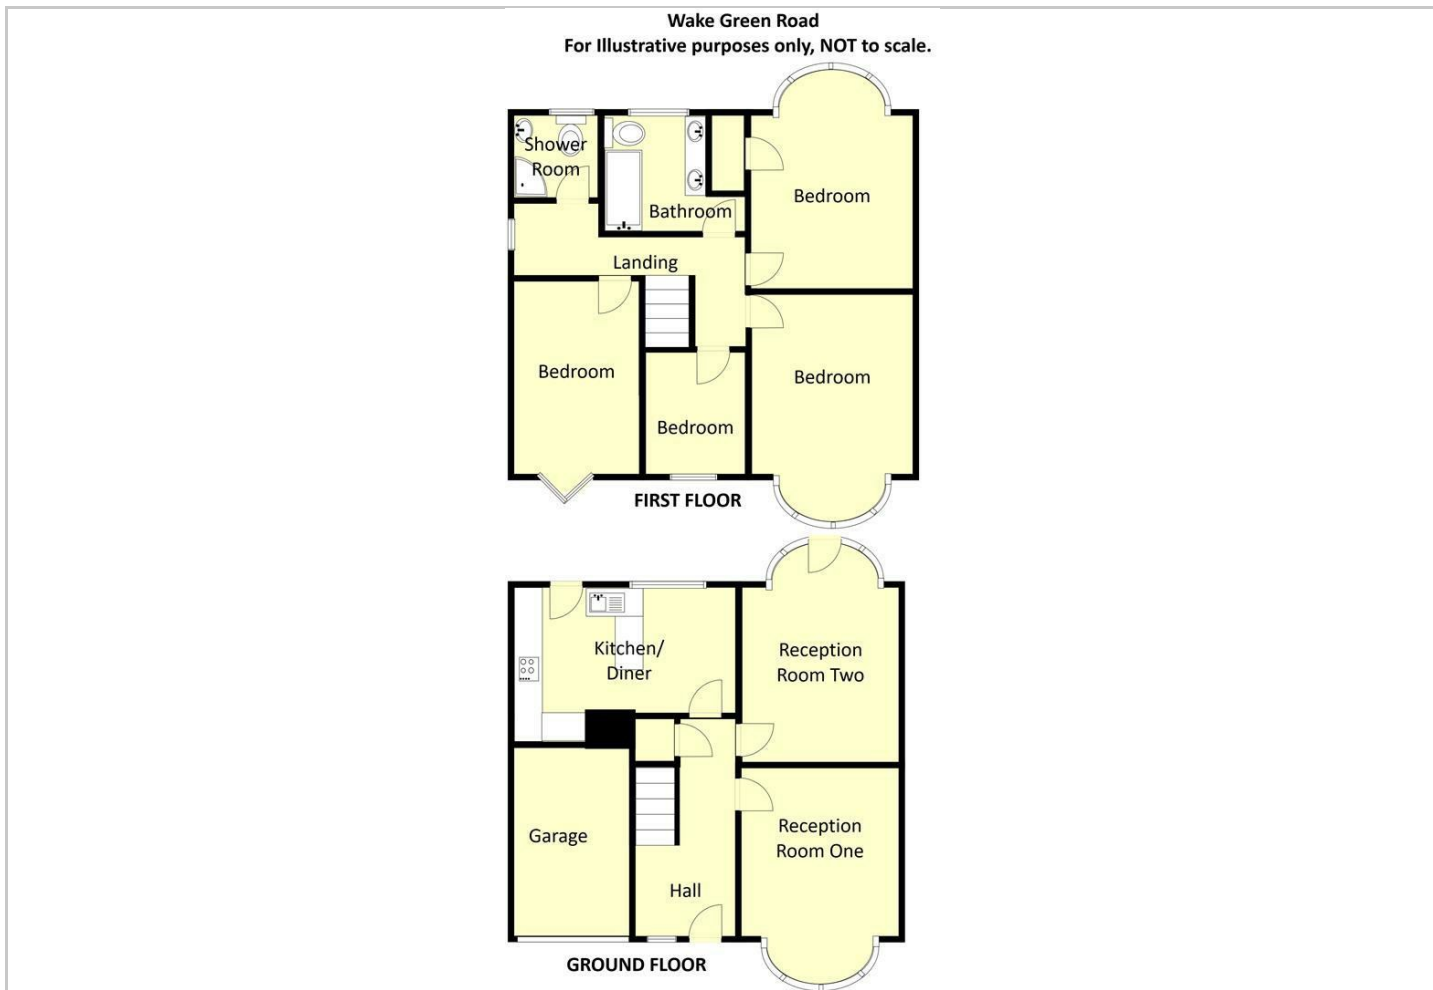 Wake Green Road
For Illustrative purposes only, NOT to scale.
Shower
Room
Bathroom
Bedroom
Landing
Bedroom
Bedroom
Bedroom
FIRST FLOOR
Kitchen/
Diner
Reception
Room Two
Garage
Reception
Room One
Hall
GROUND FLOOR